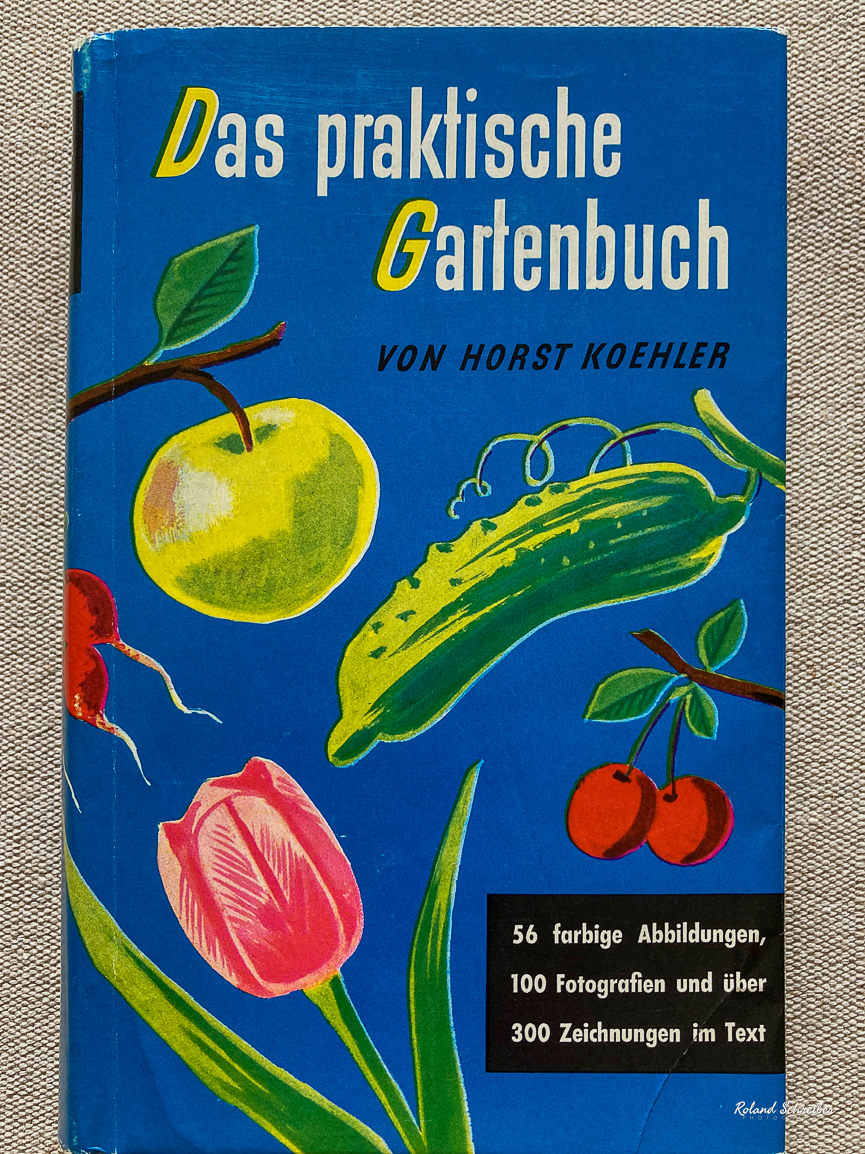 Das praktische
Gartenbuch
VON HORST KOEHLER
56 farbige Abbildungen,
100 Fotografien und über
300 Zeichnungen im Text
Roland Schreiber
PHOTOGRAPHY